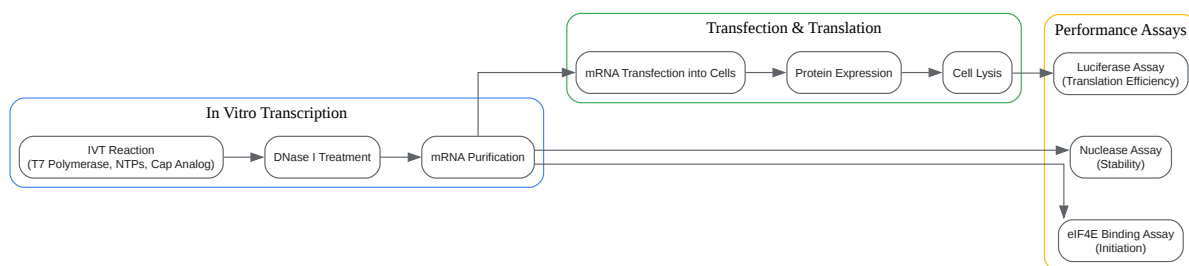 Transfection & Translation
Performance Assays
mRNA Transfection into Cells
Protein Expression
Cell Lysis
Luciferase Assay
(Translation Efficiency)
In Vitro Transcription
IVT Reaction
(T7 Polymerase, NTPs, Cap Analog)
DNase I Treatment
mRNA Purification
Nuclease Assay
(Stability)
eIF4E Binding Assay
(Initiation)